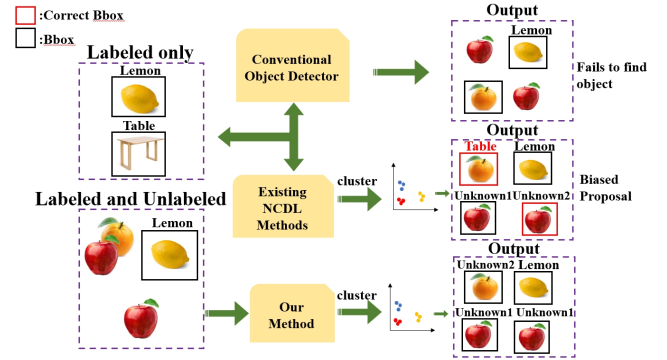 :Correct Bbox
:Bbox
Labeled only
Lemon
Table
Conventional
Object Detector
Output
Lemon
Fails to find
object
Labeled and Unlabeled
Lemon
Existing
NCDL
Methods
cluster
Output
Table Lemon
Unknown1 Unknown2
Biased
Proposal
Our
Method
cluster
Output
Unknown2 Lemon
Unknown1 Unknown1